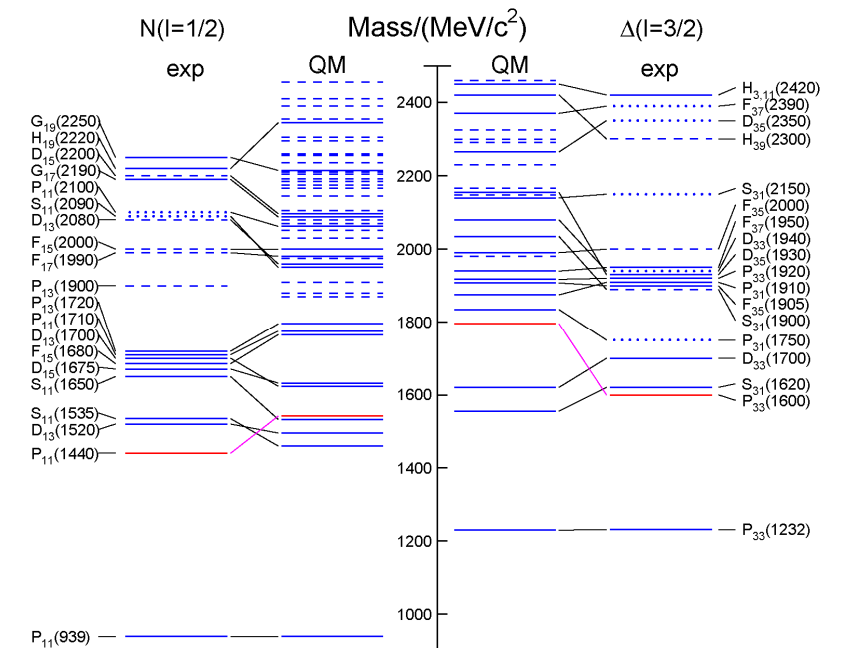 N(I=1/2)
Mass/(MeV/c²)
Δ(I=3/2)
exp
QM
QM
exp
G₁₉(2250)
H₁₉(2220)
D₁₅(2200)
G₁₇(2190)
P₁₁(2100)
S₁₁(2090)
D₁₃(2080)
F₁₅(2000)
F₁₇(1990)
P₁₃(1900)
P₁₃(1720)
P₁₁(1710)
D₁₃(1700)
F₁₅(1680)
D₁₅(1675)
S₁₁(1650)
S₁₁(1535)
D₁₃(1520)
P₁₁(1440)
P₁₁(939)
2400
2200
2000
1800
1600
1400
1200
1000
H₃,₁₁(2420)
F₃₇(2390)
D₃₅(2350)
H₃₉(2300)
S₃₁(2150)
F₃₅(2000)
F₃₇(1950)
D₃₃(1940)
D₃₅(1930)
P₃₃(1920)
P₃₁(1910)
F₃₅(1905)
S₃₁(1900)
P₃₁(1750)
D₃₃(1700)
S₃₁(1620)
P₃₃(1600)
P₃₃(1232)